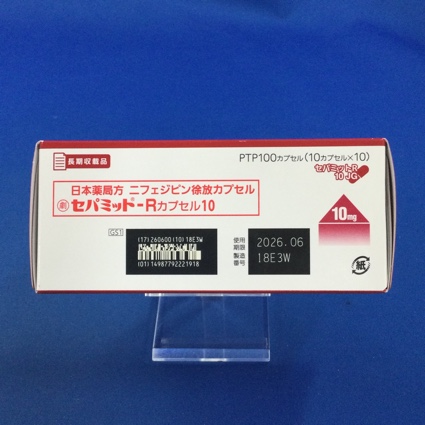 長期収載品
PTP100カプセル(10カプセル×10)
セパミットR
10 JG
日本薬局方 ニフェジピン徐放カプセル
劇 セパミット®-Rカプセル10
10mg
GS1
(17)260600(10)18E3W
(01)14987792221918
使用期限 2026.06
製造番号 18E3W
紙